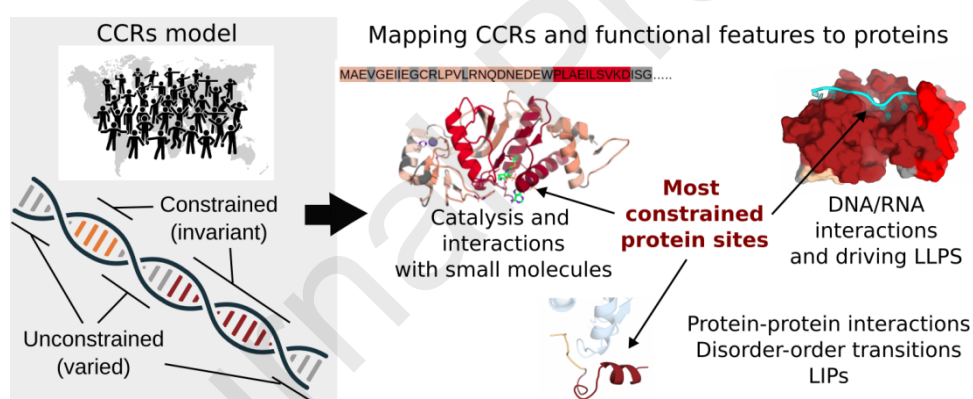 CCRs model
Constrained
(invariant)
Unconstrained
(varied)
Mapping CCRs and functional features to proteins
MAEVGEIIEGCRLPVLRNQDNEDEWPLAEILSVKDISG.....
Catalysis and
interactions
with small molecules
Most
constrained
protein sites
DNA/RNA
interactions
and driving LLPS
Protein-protein interactions
Disorder-order transitions
LIPs